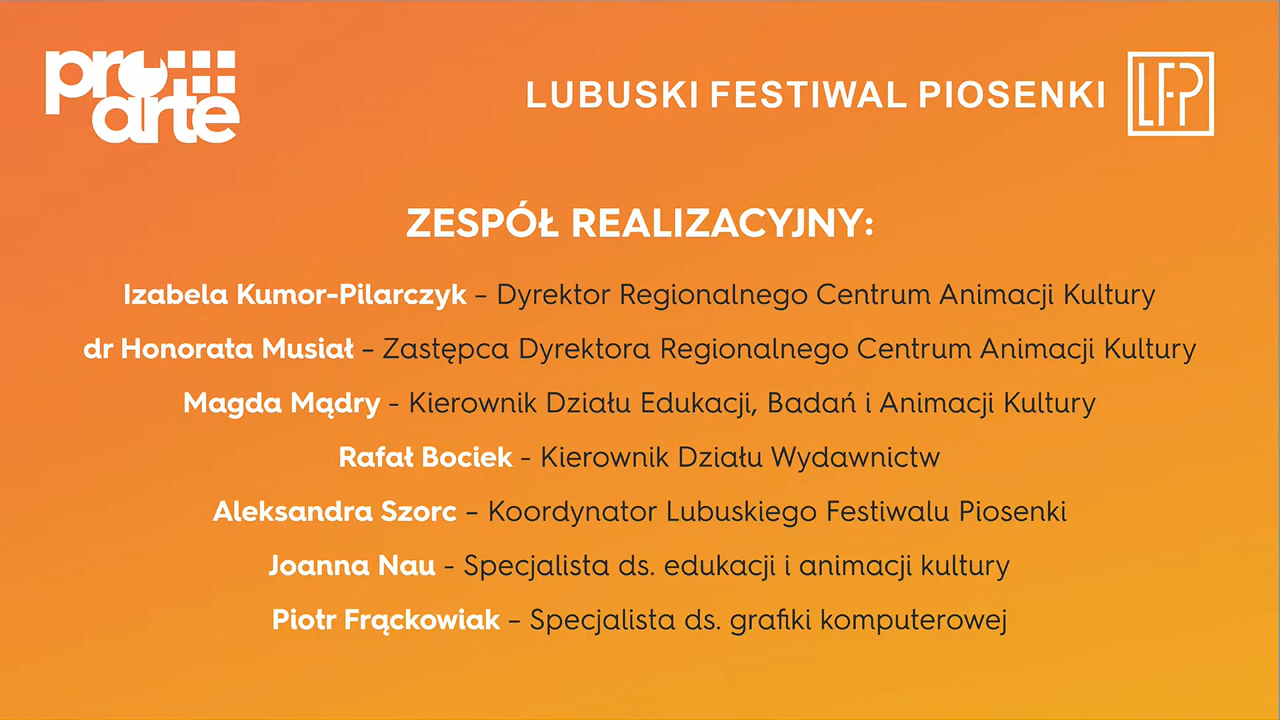 pro arte
LUBUSKI FESTIWAL PIOSENKI LFP
ZESPÓŁ REALIZACYJNY:
Izabela Kumor-Pilarczyk – Dyrektor Regionalnego Centrum Animacji Kultury
dr Honorata Musiał – Zastępca Dyrektora Regionalnego Centrum Animacji Kultury
Magda Mądry - Kierownik Działu Edukacji, Badań i Animacji Kultury
Rafał Bociek - Kierownik Działu Wydawnictw
Aleksandra Szorc – Koordynator Lubuskiego Festiwalu Piosenki
Joanna Nau - Specjalista ds. edukacji i animacji kultury
Piotr Frąckowiak – Specjalista ds. grafiki komputerowej